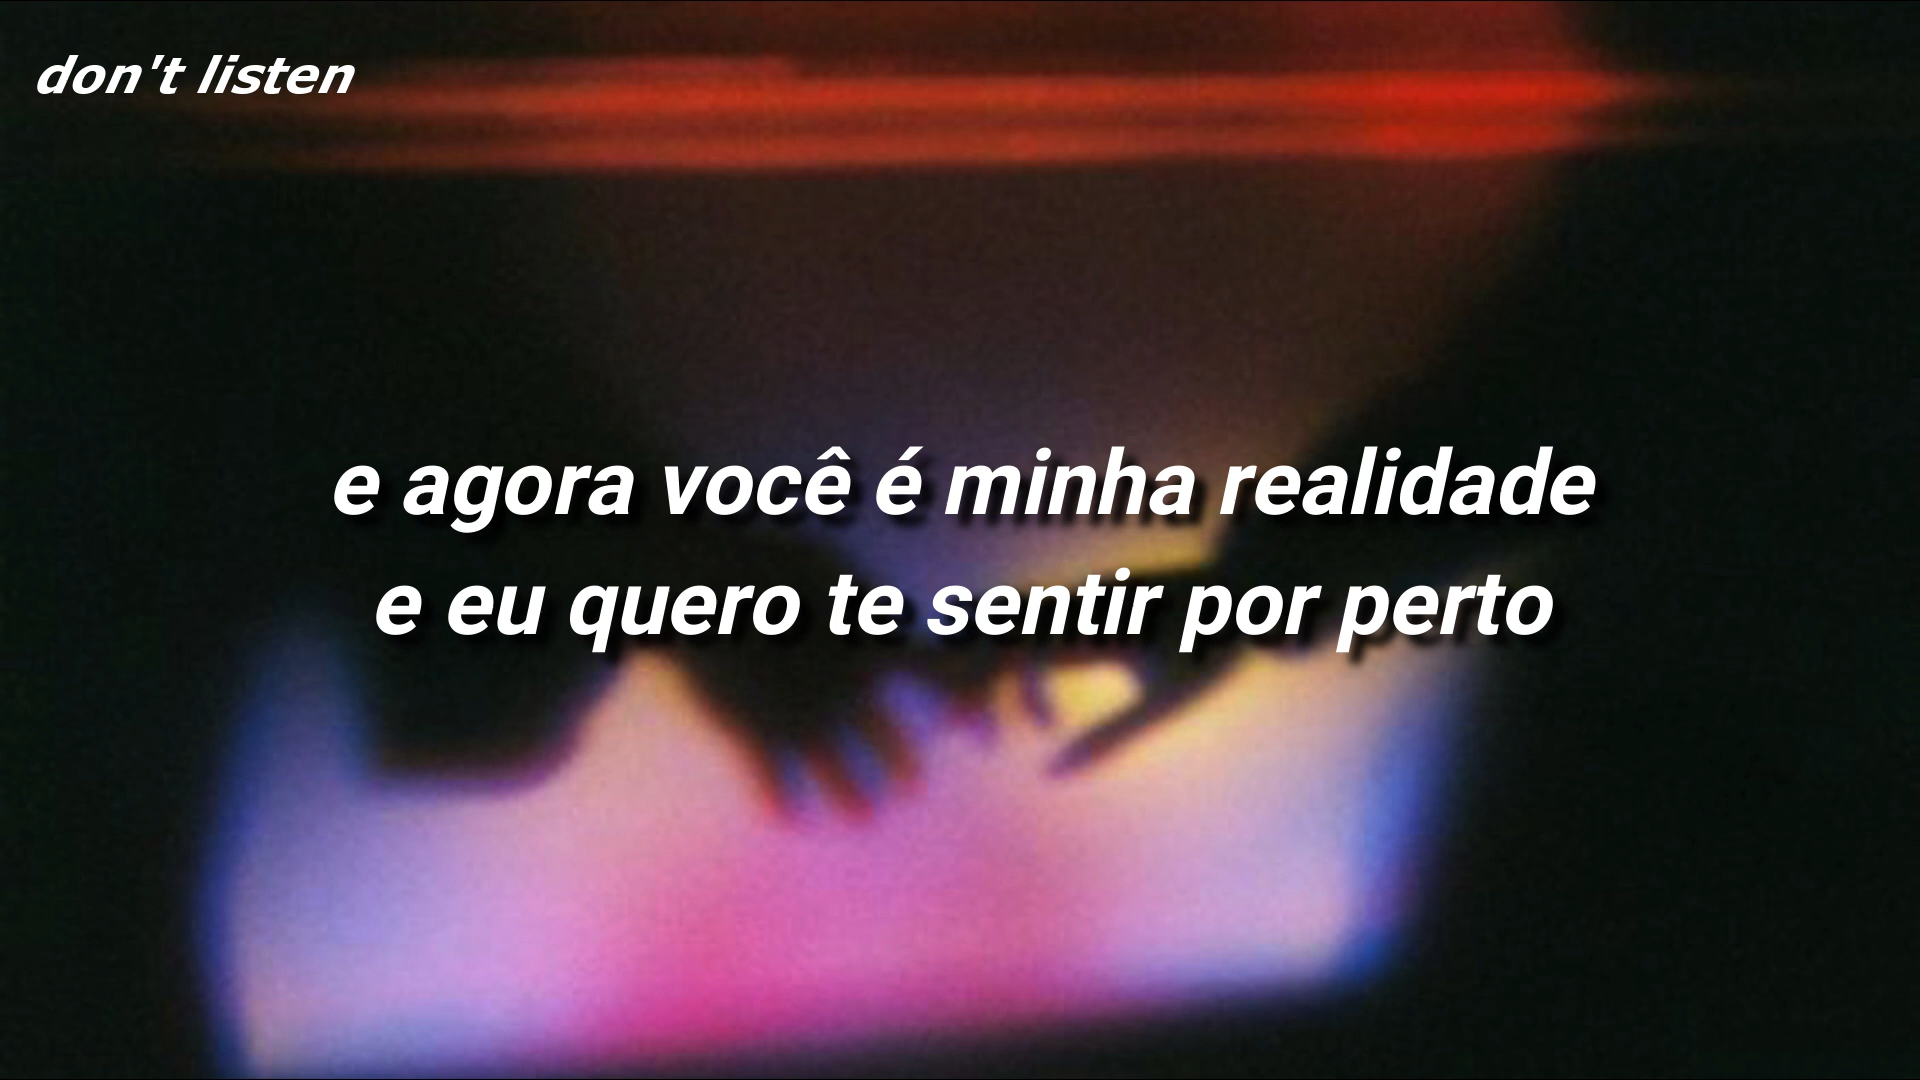 don't listen
e agora você é minha realidade
e eu quero te sentir por perto